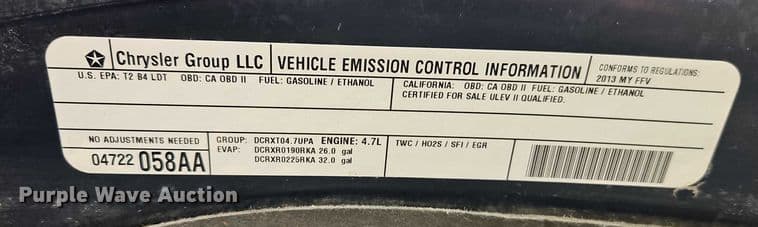 Chrysler Group LLC VEHICLE EMISSION CONTROL INFORMATION CONFORMS TO REGULATIONS:
2013 MY FFV
U.S. EPA: T2 B4 LDT OBD: CA OBD II FUEL: GASOLINE / ETHANOL
CALIFORNIA: OBD: CA OBD II FUEL: GASOLINE / ETHANOL
CERTIFIED FOR SALE ULEV II QUALIFIED.
NO ADJUSTMENTS NEEDED
04722 058AA
GROUP: DCRXT04.7UPA ENGINE: 4.7L
EVAP: DCRXR0190RKA 26.0 gal
DCRXR0225RKA 32.0 gal
TWC / HO2S / SFI / EGR
Purple Wave Auction